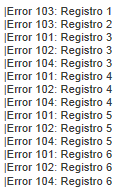 |Error 103: Registro 1
|Error 103: Registro 2
|Error 101: Registro 3
|Error 102: Registro 3
|Error 104: Registro 3
|Error 101: Registro 4
|Error 102: Registro 4
|Error 104: Registro 4
|Error 101: Registro 5
|Error 102: Registro 5
|Error 104: Registro 5
|Error 101: Registro 6
|Error 102: Registro 6
|Error 104: Registro 6